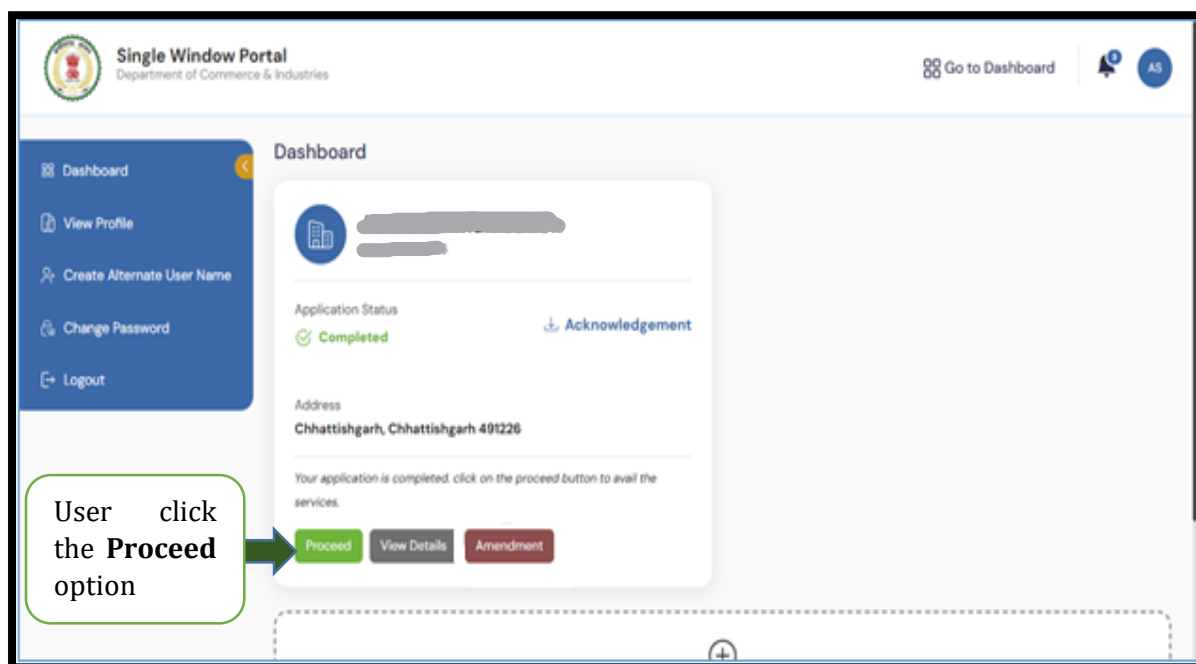 Single Window Portal
Department of Commerce & Industries
Go to Dashboard
3
AS
Dashboard
View Profile
Create Alternate User Name
Change Password
Logout
Dashboard
Application Status
Completed
Acknowledgement
Address
Chhattishgarh, Chhattishgarh 491226
Your application is completed. click on the proceed button to avail the
services.
Proceed
View Details
Amendment
User click
the Proceed
option